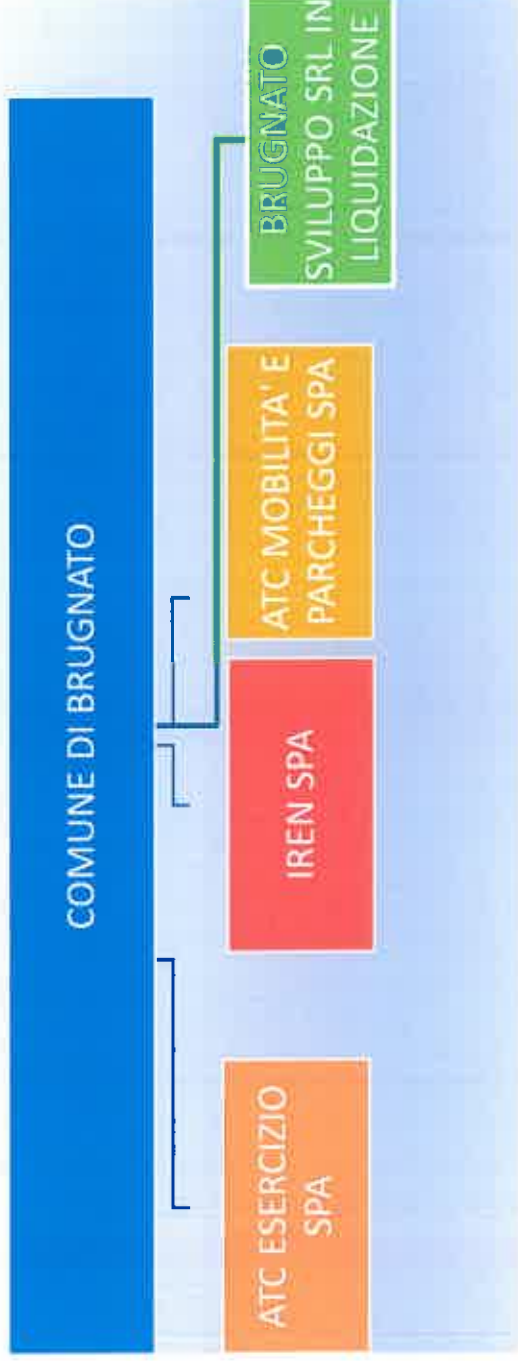 COMUNE DI BRUGNATO
ATC ESERCIZIO
SPA
IREN SPA
ATC MOBILITA' E
PARCHEGGI SPA
BRUGNATO
SVILUPPO SRL IN
LIQUIDAZIONE